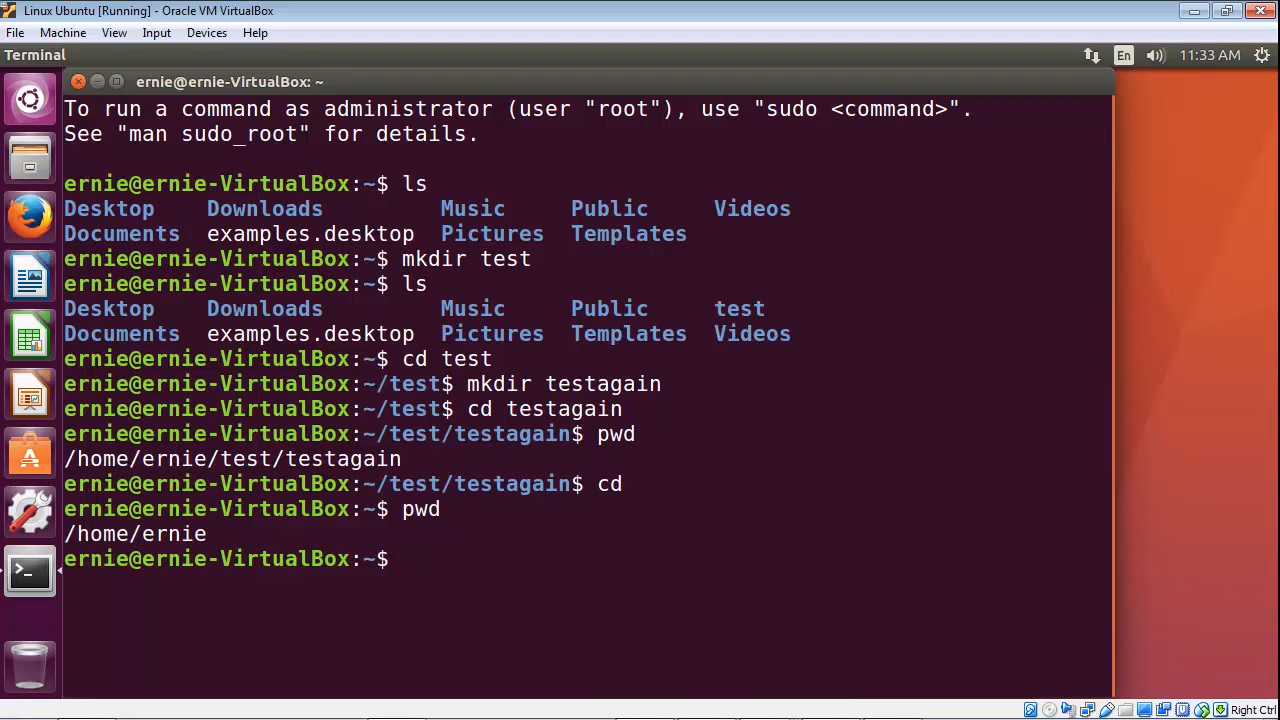 Linux Ubuntu [Running] - Oracle VM VirtualBox
File Machine View Input Devices Help
Terminal En 11:33 AM
ernie@ernie-VirtualBox: ~
To run a command as administrator (user "root"), use "sudo <command>".
See "man sudo_root" for details.
ernie@ernie-VirtualBox:~$ ls
Desktop Downloads Music Public Videos
Documents examples.desktop Pictures Templates
ernie@ernie-VirtualBox:~$ mkdir test
ernie@ernie-VirtualBox:~$ ls
Desktop Downloads Music Public test
Documents examples.desktop Pictures Templates Videos
ernie@ernie-VirtualBox:~$ cd test
ernie@ernie-VirtualBox:~/test$ mkdir testagain
ernie@ernie-VirtualBox:~/test$ cd testagain
ernie@ernie-VirtualBox:~/test/testagain$ pwd
/home/ernie/test/testagain
ernie@ernie-VirtualBox:~/test/testagain$ cd
ernie@ernie-VirtualBox:~$ pwd
/home/ernie
ernie@ernie-VirtualBox:~$
Right Ctrl